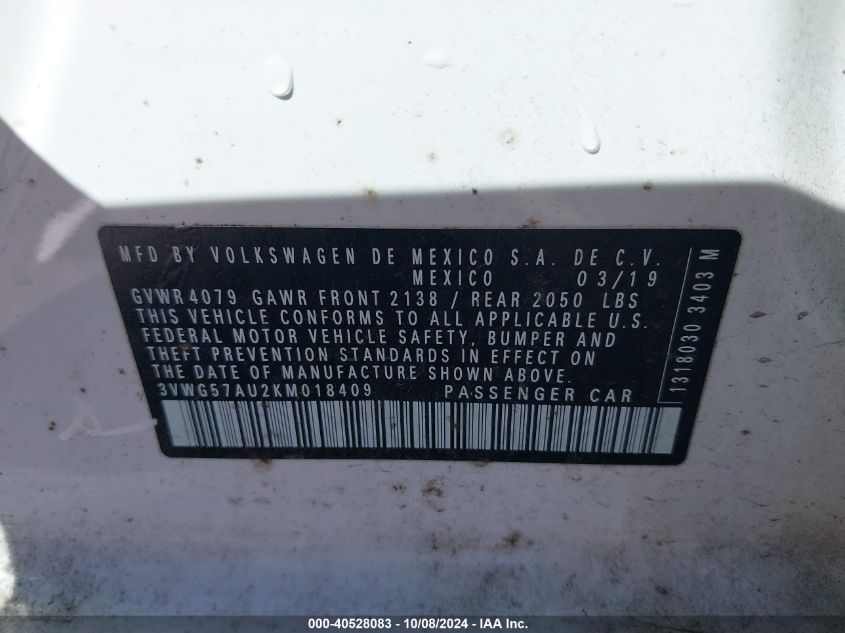 MFD BY VOLKSWAGEN DE MEXICO S.A. DE C.V.
MEXICO 03/19
GVWR4079 GAWR FRONT 2138 / REAR 2050 LBS
THIS VEHICLE CONFORMS TO ALL APPLICABLE U.S.
FEDERAL MOTOR VEHICLE SAFETY, BUMPER AND
THEFT PREVENTION STANDARDS IN EFFECT ON
THE DATE OF MANUFACTURE SHOWN ABOVE.
3VWG57AU2KM018409 PASSENGER CAR
1318030 3403 M
000-40528083 - 10/08/2024 - IAA Inc.